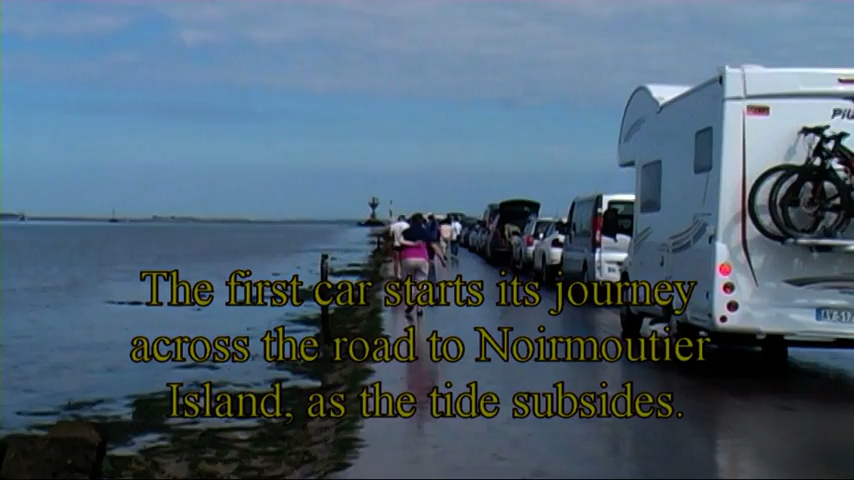 The first car starts its journey
across the road to Noirmoutier
Island, as the tide subsides.